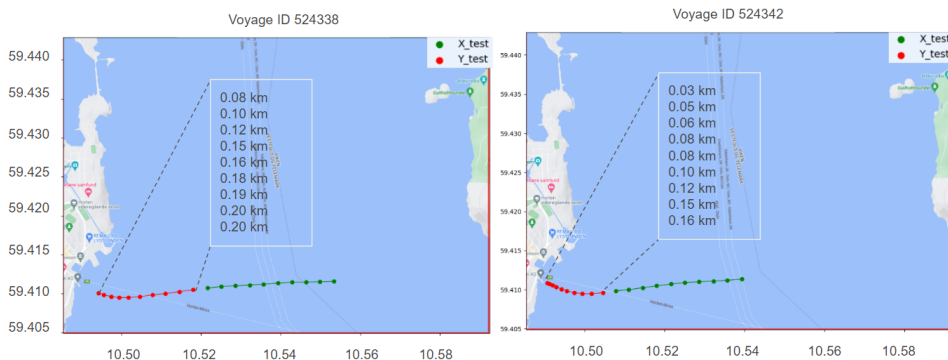 Voyage ID 524338
X_test
Y_test
59.440
59.435
59.430
59.425
59.420
59.415
59.410
59.405
0.08 km
0.10 km
0.12 km
0.15 km
0.16 km
0.18 km
0.19 km
0.20 km
0.20 km
10.50
10.52
10.54
10.56
10.58
Voyage ID 524342
X_test
Y_test
59.440
59.435
59.430
59.425
59.420
59.415
59.410
59.405
0.03 km
0.05 km
0.06 km
0.08 km
0.08 km
0.10 km
0.12 km
0.15 km
0.16 km
10.50
10.52
10.54
10.56
10.58